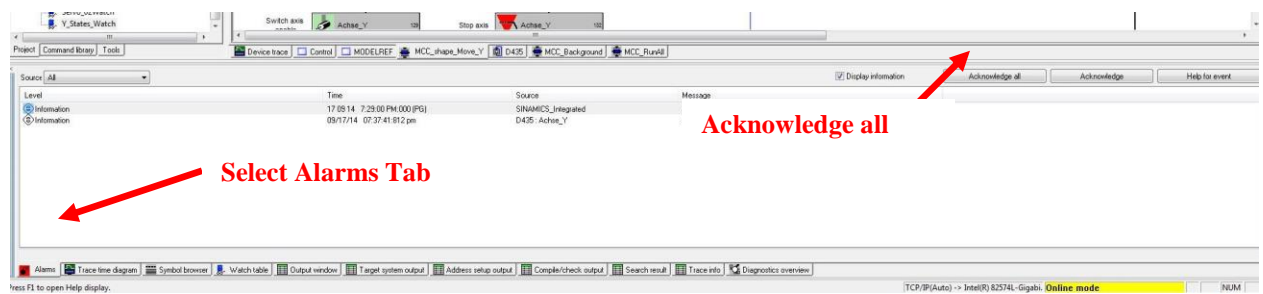 Y_States_Watch
Switch axis
Achse_Y
Stop axis
Achse_Y
Project Command library Tools
Device trace Control MODELREF MCC_shape_Move_Y D435 MCC_Background MCC_RunAll
Source: All Display information Acknowledge all Acknowledge Help for event
Level Time Source Message
Information 17.09.14 7:29:00 PM:000 (PG) SINAMICS_Integrated
Information 09/17/14 07:37:41:812 pm D435 : Achse_Y
Acknowledge all
Select Alarms Tab
Alarms Trace time diagram Symbol browser Watch table Output window Target system output Address setup output Compile/check output Search result Trace info Diagnostics overview
Press F1 to open Help display. TCP/IP(Auto) -> Intel(R) 82574L-Gigabi. Online mode NUM